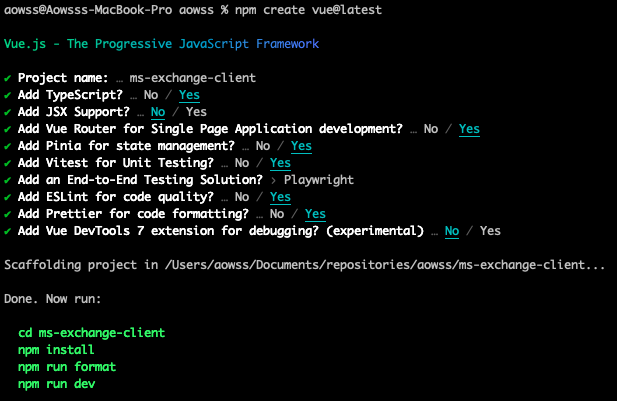 aowss@Aowsss-MacBook-Pro aowss % npm create vue@latest
Vue.js - The Progressive JavaScript Framework
✔ Project name: … ms-exchange-client
✔ Add TypeScript? … No / Yes
✔ Add JSX Support? … No / Yes
✔ Add Vue Router for Single Page Application development? … No / Yes
✔ Add Pinia for state management? … No / Yes
✔ Add Vitest for Unit Testing? … No / Yes
✔ Add an End-to-End Testing Solution? › Playwright
✔ Add ESLint for code quality? … No / Yes
✔ Add Prettier for code formatting? … No / Yes
✔ Add Vue DevTools 7 extension for debugging? (experimental) … No / Yes
Scaffolding project in /Users/aowss/Documents/repositories/aowss/ms-exchange-client...
Done. Now run:
cd ms-exchange-client
npm install
npm run format
npm run dev